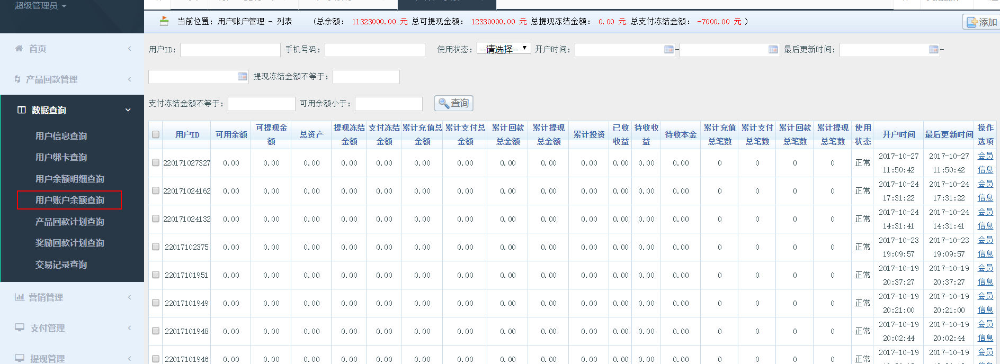 超级管理员
当前位置: 用户账户管理 - 列表 (总余额: 11323000.00 元 总可提现金额: 12330000.00 元 总提现冻结金额: 0.00 元 总支付冻结金额: -7000.00 元 )
添加
首页
产品回款管理
数据查询
用户信息查询
用户绑卡查询
用户余额明细查询
用户账户余额查询
产品回款计划查询
奖励回款计划查询
交易记录查询
营销管理
支付管理
提现管理
用户ID: 手机号码: 使用状态: --请选择-- 开户时间: - 最后更新时间: -
提现冻结金额不等于:
支付冻结金额不等于: 可用余额小于: 查询
用户ID 可用余额 可提现金额 总资产 提现冻结金额 支付冻结金额 累计充值总金额 累计支付总金额 累计回款总金额 累计提现总金额 累计投资 已收收益 待收收益 待收本金 累计充值总笔数 累计支付总笔数 累计回款总笔数 累计提现总笔数 使用状态 开户时间 最后更新时间 操作选项
220171027327 0.00 0.00 0.00 0.00 0.00 0.00 0.00 0.00 0.00 0.00 0.00 0.00 0.00 0 0 0 0 正常 2017-10-27 11:50:42 2017-10-27 11:50:42 会员信息
220171024162 0.00 0.00 0.00 0.00 0.00 0.00 0.00 0.00 0.00 0.00 0.00 0.00 0.00 0 0 0 0 正常 2017-10-24 17:31:22 2017-10-24 17:31:22 会员信息
220171024132 0.00 0.00 0.00 0.00 0.00 0.00 0.00 0.00 0.00 0.00 0.00 0.00 0.00 0 0 0 0 正常 2017-10-24 14:31:41 2017-10-24 14:31:41 会员信息
22017102375 0.00 0.00 0.00 0.00 0.00 0.00 0.00 0.00 0.00 0.00 0.00 0.00 0.00 0 0 0 0 正常 2017-10-23 19:09:57 2017-10-23 19:09:57 会员信息
22017101951 0.00 0.00 0.00 0.00 0.00 0.00 0.00 0.00 0.00 0.00 0.00 0.00 0.00 0 0 0 0 正常 2017-10-19 20:37:27 2017-10-19 20:37:27 会员信息
22017101949 0.00 0.00 0.00 0.00 0.00 0.00 0.00 0.00 0.00 0.00 0.00 0.00 0.00 0 0 0 0 正常 2017-10-19 20:21:00 2017-10-19 20:21:00 会员信息
22017101948 0.00 0.00 0.00 0.00 0.00 0.00 0.00 0.00 0.00 0.00 0.00 0.00 0.00 0 0 0 0 正常 2017-10-19 20:02:44 2017-10-19 20:02:44 会员信息
22017101946 0.00 0.00 0.00 0.00 0.00 0.00 0.00 0.00 0.00 0.00 0.00 0.00 0.00 0 0 0 0 正常 2017-10-19 2017-10-19 会员